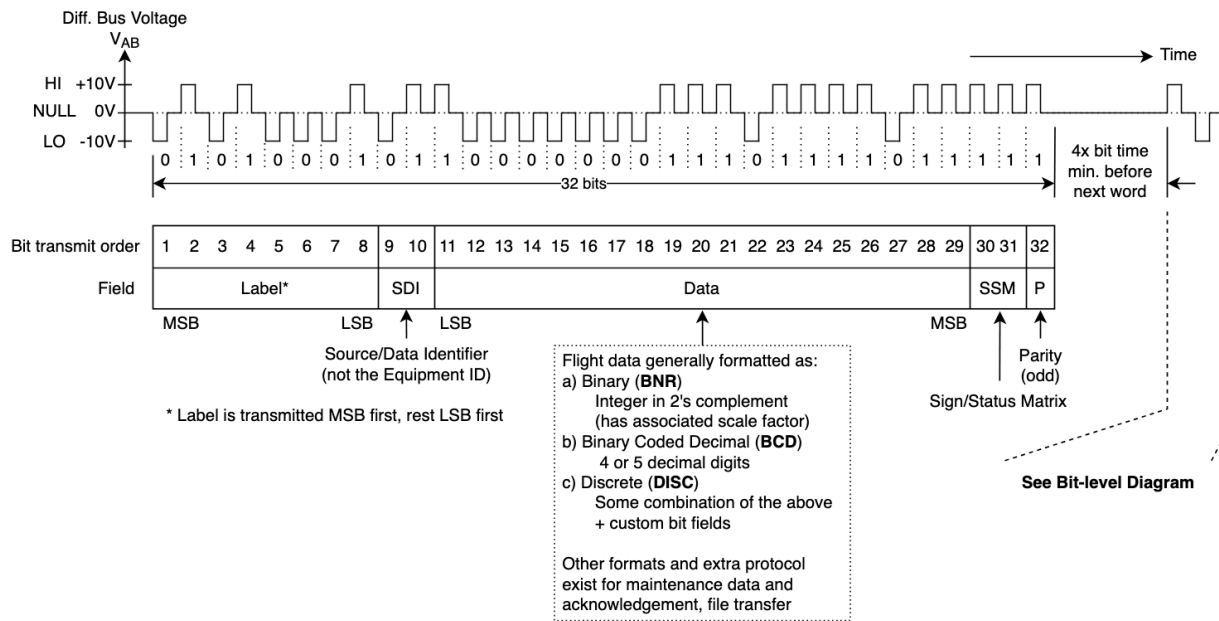 Diff. Bus Voltage
VAB
Time
HI +10V
NULL 0V
LO -10V
0 1 0 1 0 0 0 1 0 1 1 0 0 0 0 0 0 0 1 1 1 0 1 1 1 1 0 1 1 1 1 1
32 bits
4x bit time
min. before
next word
Bit transmit order 1 2 3 4 5 6 7 8 9 10 11 12 13 14 15 16 17 18 19 20 21 22 23 24 25 26 27 28 29 30 31 32
Field Label* SDI Data SSM P
MSB LSB LSB MSB
Source/Data Identifier
(not the Equipment ID)
* Label is transmitted MSB first, rest LSB first
Flight data generally formatted as:
a) Binary (BNR)
Integer in 2's complement
(has associated scale factor)
b) Binary Coded Decimal (BCD)
4 or 5 decimal digits
c) Discrete (DISC)
Some combination of the above
+ custom bit fields
Other formats and extra protocol
exist for maintenance data and
acknowledgement, file transfer
Parity
(odd)
Sign/Status Matrix
See Bit-level Diagram